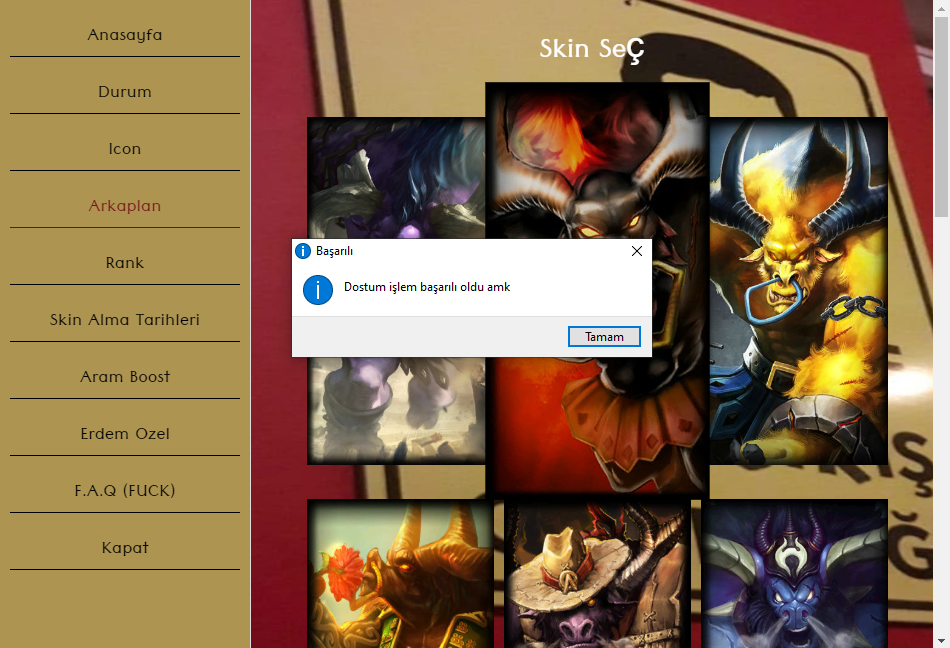 Anasayfa
Durum
Icon
Arkaplan
Rank
Skin Alma Tarihleri
Aram Boost
Erdem Ozel
F.A.Q (FUCK)
Kapat
Skin SeÇ
Başarılı
Dostum işlem başarılı oldu amk
Tamam